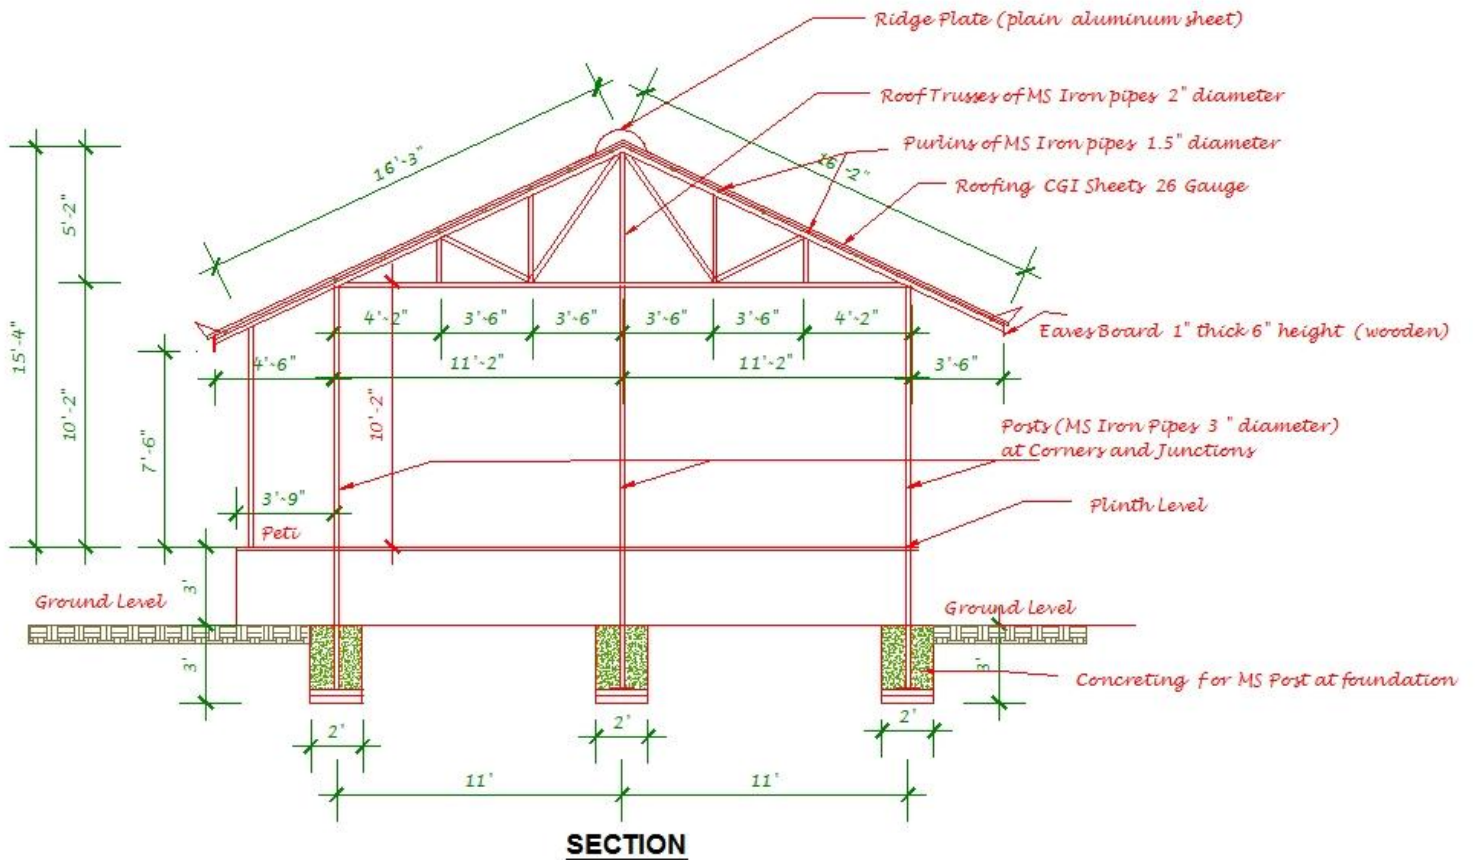 Ridge Plate (plain aluminum sheet)
Roof Trusses of MS Iron pipes 2" diameter
Purlins of MS Iron pipes 1.5" diameter
16'-3"
16'-2"
Roofing CGI Sheets 26 Gauge
5'-2"
15'-4"
4'-2"
3'-6"
3'-6"
3'-6"
3'-6"
4'-2"
Eaves Board 1" thick 6" height (wooden)
4'-6"
11'-2"
11'-2"
3'-6"
10'-2"
10'-2"
7'-6"
Posts (MS Iron Pipes 3 " diameter)
at Corners and Junctions
3'-9"
Plinth Level
Peti
3'
Ground Level
Ground Level
3'
3'
Concreting for MS Post at foundation
2'
2'
2'
11'
11'
SECTION